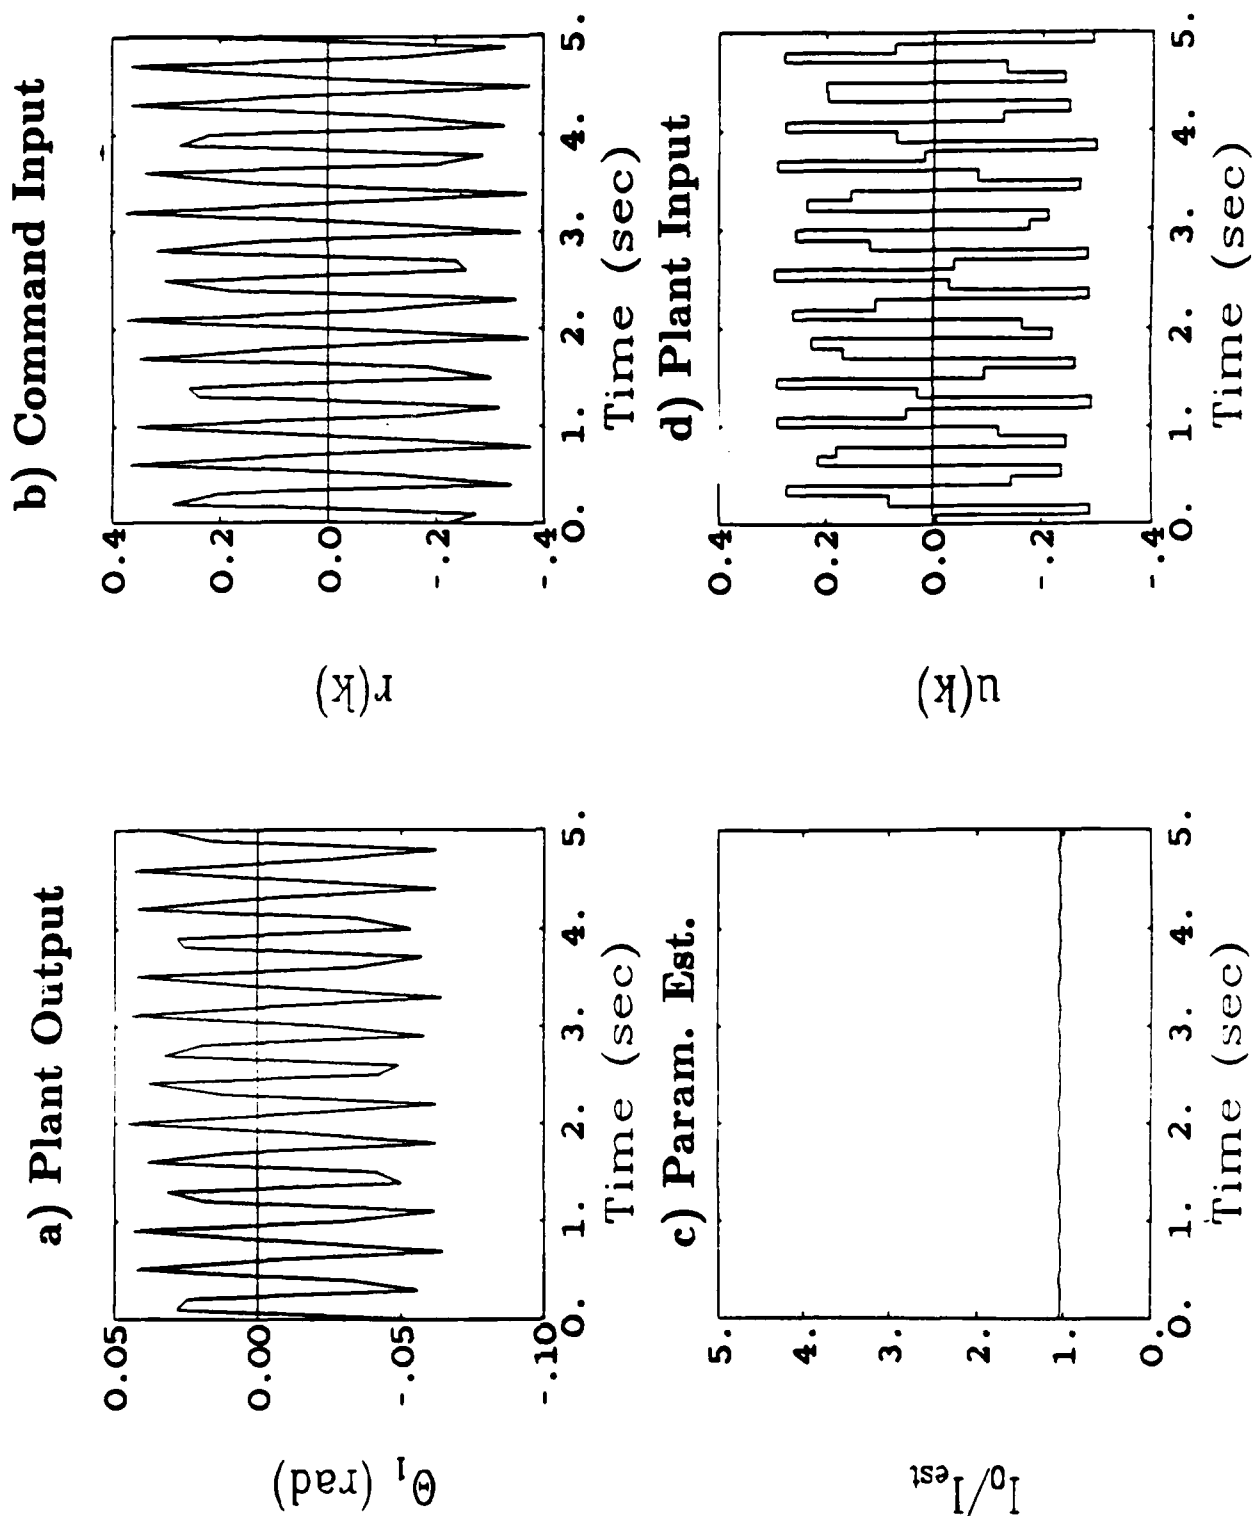 a) Plant Output
Θ1 (rad)
0.05
0.00
-.05
-.10
0. 1. 2. 3. 4. 5.
Time (sec)
b) Command Input
r(k)
0.4
0.2
0.0
-.2
-.4
0. 1. 2. 3. 4. 5.
Time (sec)
c) Param. Est.
I0/Iest
5.
4.
3.
2.
1.
0.
0. 1. 2. 3. 4. 5.
Time (sec)
d) Plant Input
u(k)
0.4
0.2
0.0
-.2
-.4
0. 1. 2. 3. 4. 5.
Time (sec)